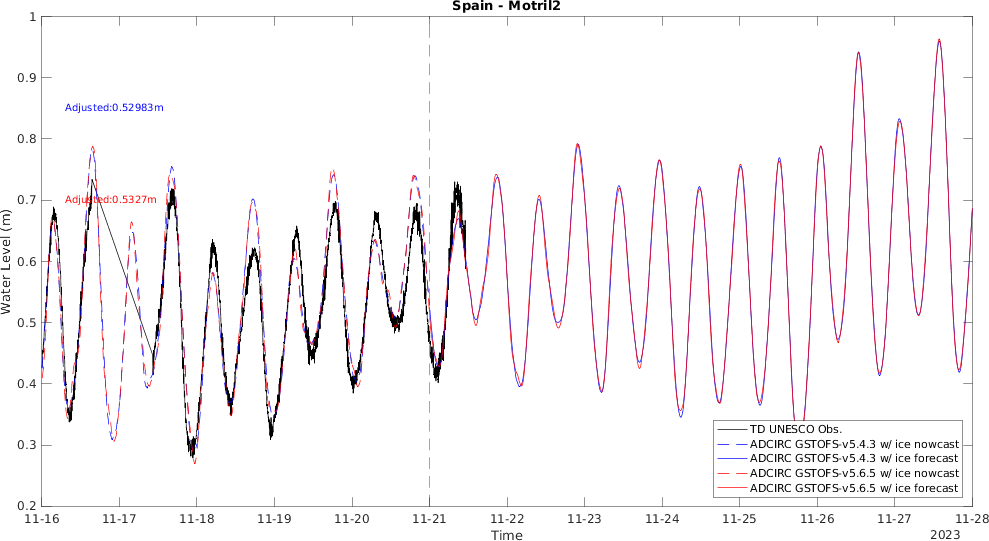 Spain - Motril2
1
0.9
0.8
0.7
0.6
0.5
0.4
0.3
0.2
Water Level (m)
Adjusted:0.52983m
Adjusted:0.5327m
TD UNESCO Obs.
ADCIRC GSTOFS-v5.4.3 w/ ice nowcast
ADCIRC GSTOFS-v5.4.3 w/ ice forecast
ADCIRC GSTOFS-v5.6.5 w/ ice nowcast
ADCIRC GSTOFS-v5.6.5 w/ ice forecast
11-16 11-17 11-18 11-19 11-20 11-21 11-22 11-23 11-24 11-25 11-26 11-27 11-28
Time
2023